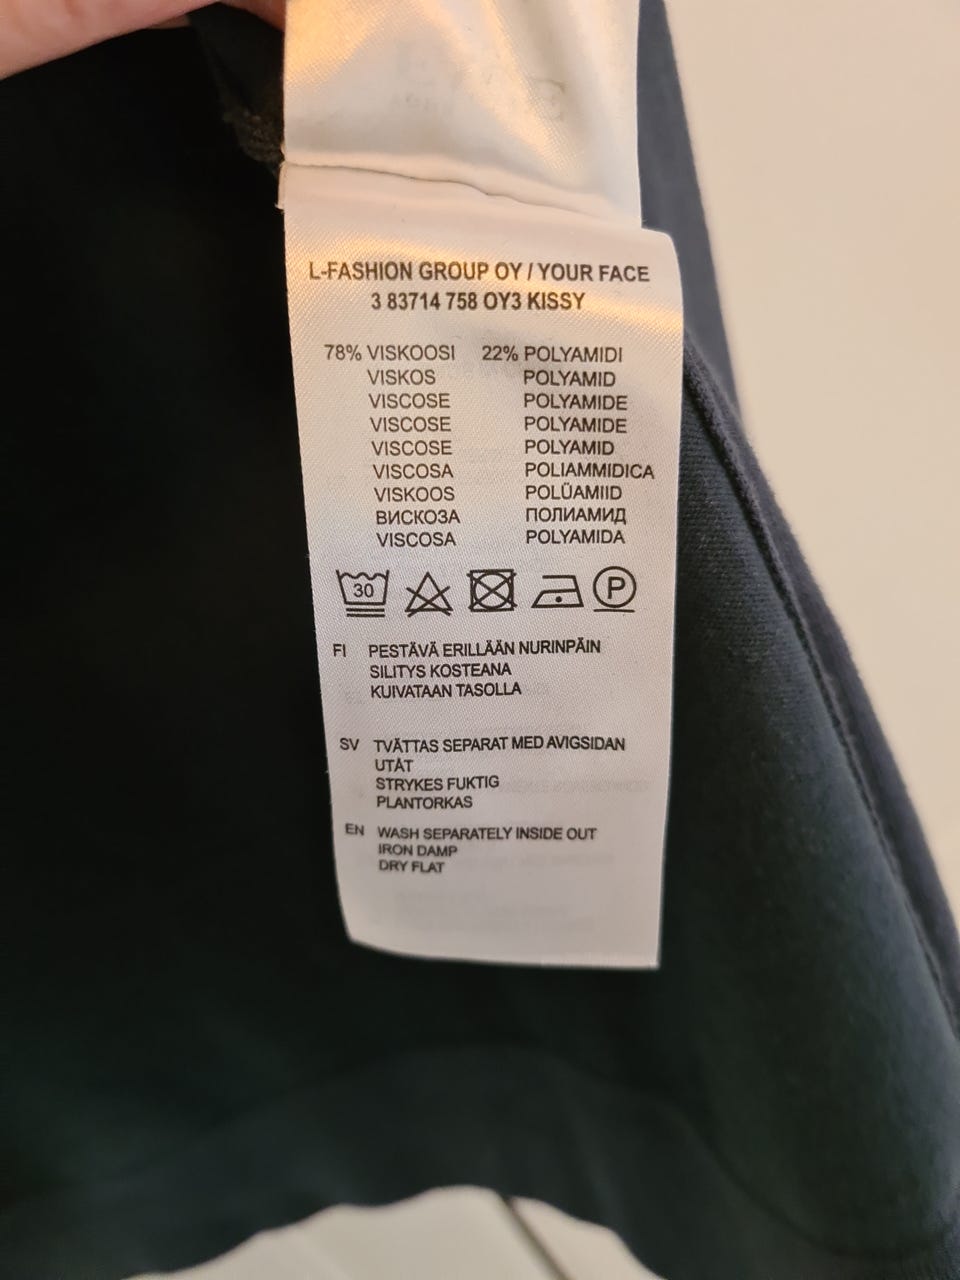 L-FASHION GROUP OY / YOUR FACE
3 83714 758 OY3 KISSY
78% VISKOOSI 22% POLYAMIDI
VISKOS POLYAMID
VISCOSE POLYAMIDE
VISCOSE POLYAMIDE
VISCOSE POLYAMID
VISCOSA POLIAMMIDICA
VISKOOS POLÜAMIID
ВИСКОЗА ПОЛИАМИД
VISCOSA POLYAMIDA
30 P
FI PESTÄVÄ ERILLÄÄN NURINPÄIN
SILITYS KOSTEANA
KUIVATAAN TASOLLA
SV TVÄTTAS SEPARAT MED AVIGSIDAN
UTÅT
STRYKES FUKTIG
PLANTORKAS
EN WASH SEPARATELY INSIDE OUT
IRON DAMP
DRY FLAT